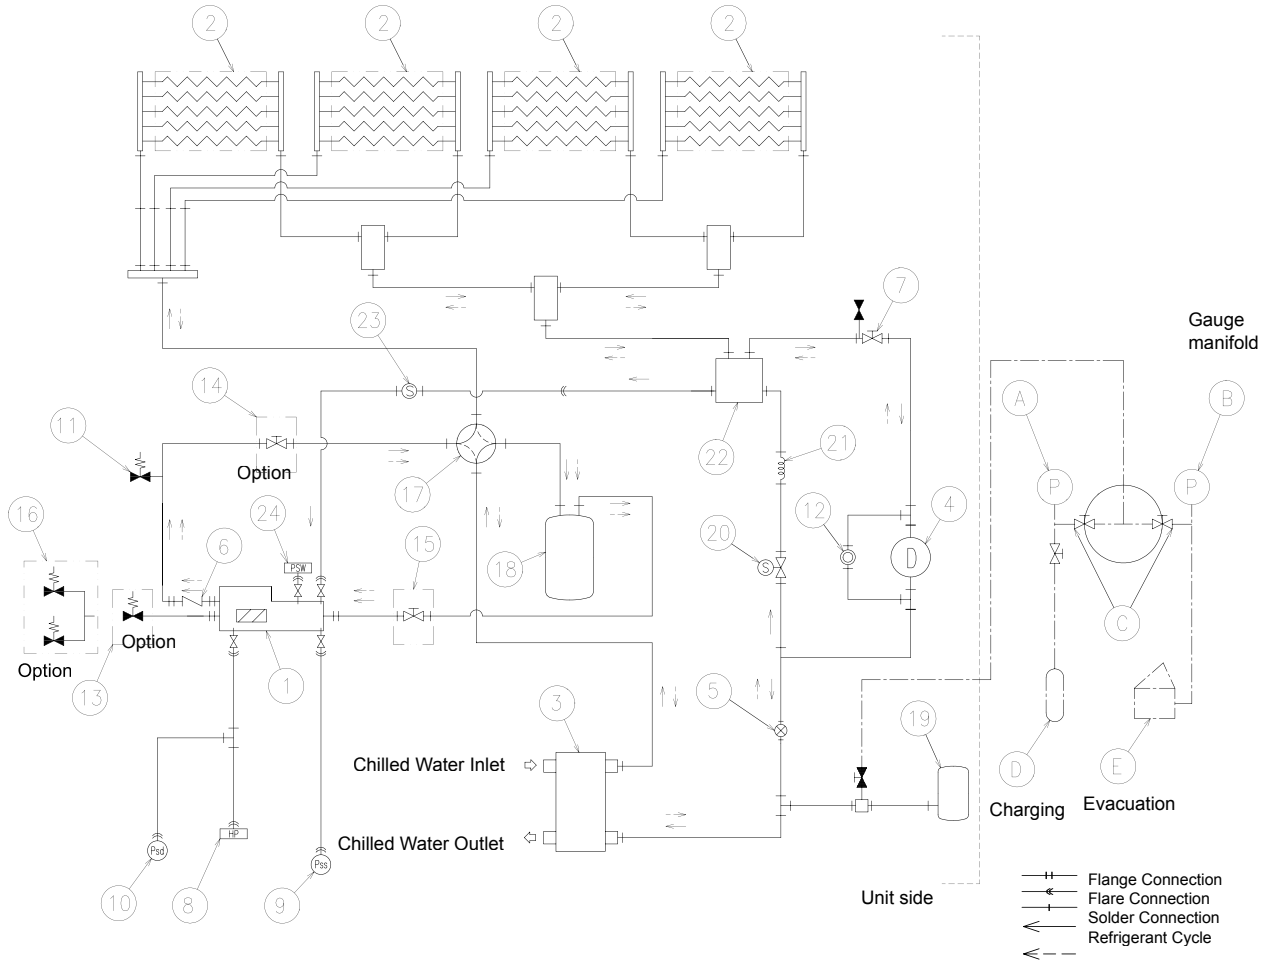 2
2
2
2
7
Gauge
manifold
23
14
A
B
11
Option
S
22
21
17
P
P
16
6
24
PSW
15
20
S
12
4
D
18
C
Option
Option
13
1
5
19
3
Chilled Water Inlet
D
E
Charging
Evacuation
Chilled Water Outlet
HP
Psd
Pss
10
8
9
Unit side
Flange Connection
Flare Connection
Solder Connection
Refrigerant Cycle